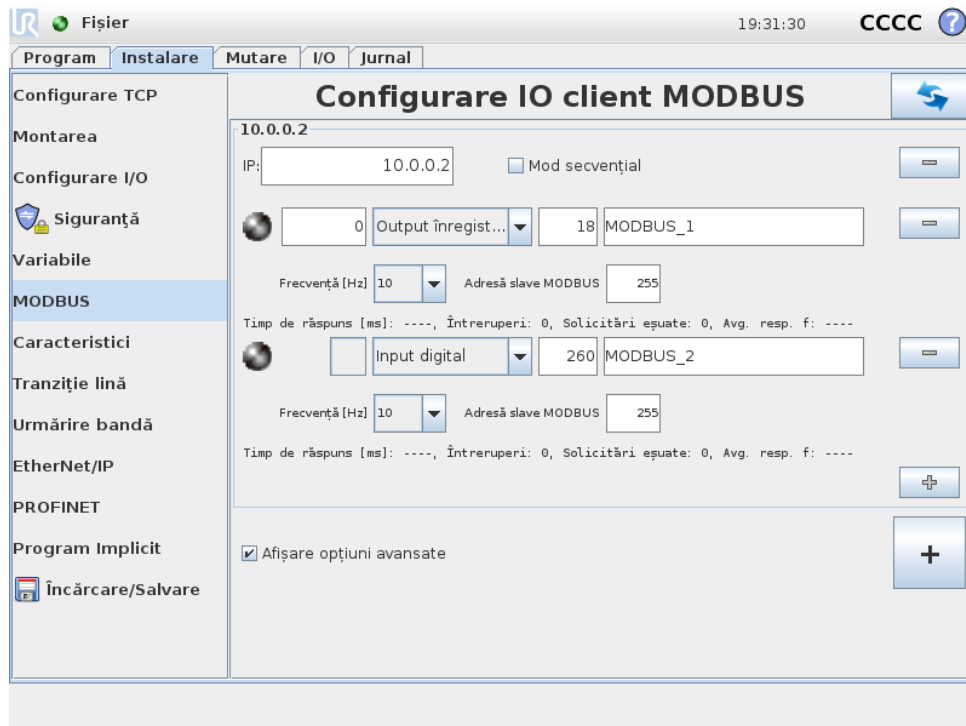 UR Fișier 19:31:30 CCCC ?
Program Instalare Mutare I/O Jurnal
Configurare TCP
Montarea
Configurare I/O
Siguranță
Variabile
MODBUS
Caracteristici
Tranziție lină
Urmărire bandă
EtherNet/IP
PROFINET
Program Implicit
Încărcare/Salvare
Configurare IO client MODBUS
10.0.0.2
IP: 10.0.0.2 Mod secvențial
0 Output înregist... 18 MODBUS_1
Frecvență [Hz] 10 Adresă slave MODBUS 255
Timp de răspuns [ms]: ----, Întreruperi: 0, Solicitări eșuate: 0, Avg. resp. f: ----
Input digital 260 MODBUS_2
Frecvență [Hz] 10 Adresă slave MODBUS 255
Timp de răspuns [ms]: ----, Întreruperi: 0, Solicitări eșuate: 0, Avg. resp. f: ----
Afișare opțiuni avansate